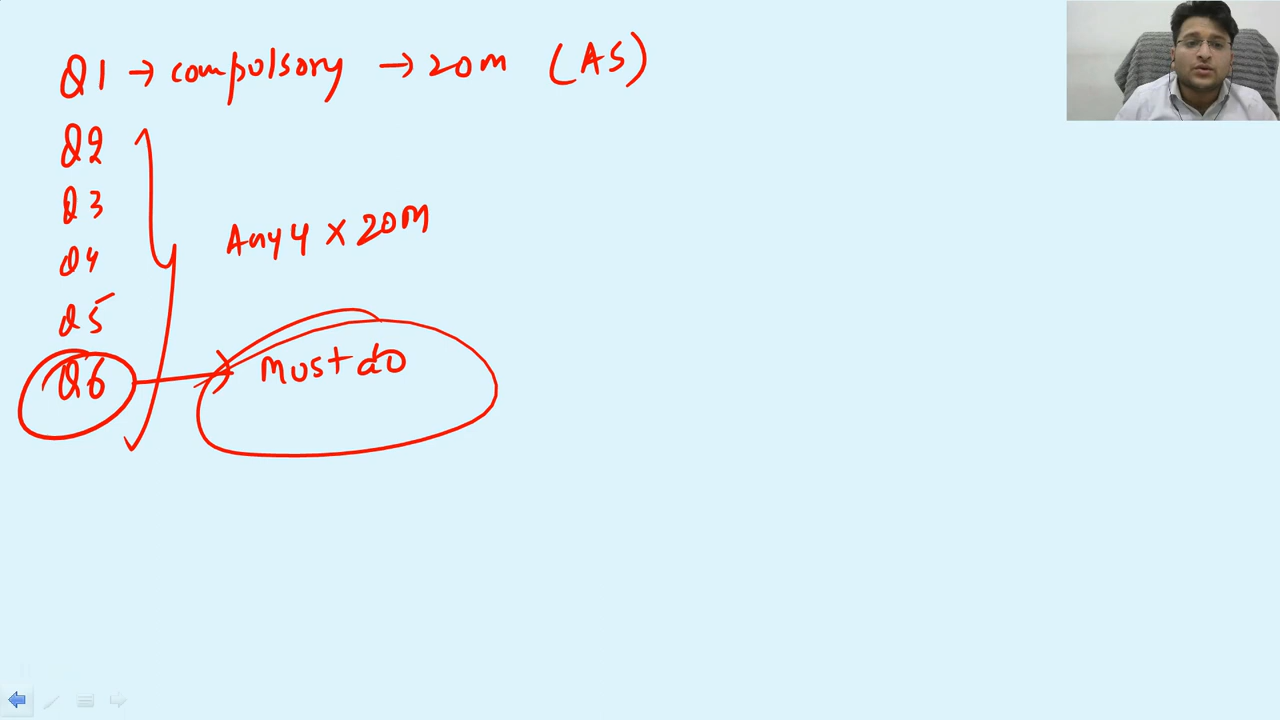 Q1 → compulsory → 20M (AS)
Q2
Q3
Any 4 × 20M
Q4
Q5
Q6 → Must do